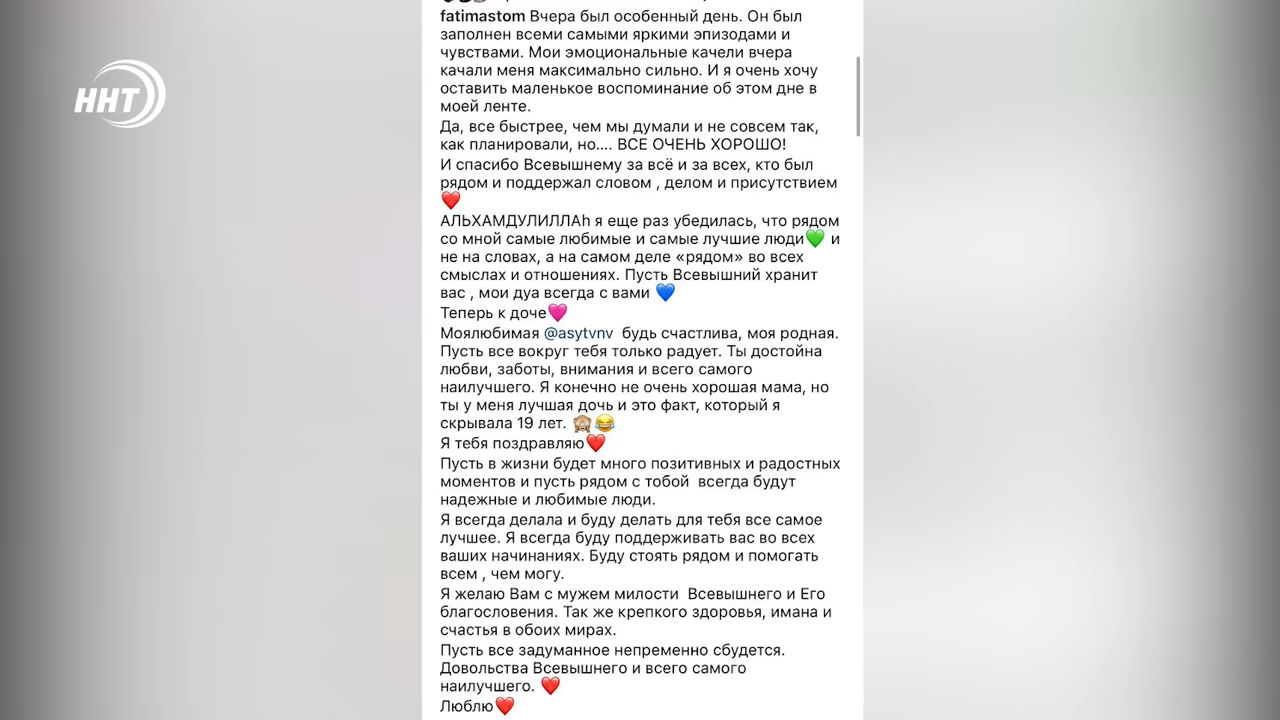 ННТ
fatimastom Вчера был особенный день. Он был
заполнен всеми самыми яркими эпизодами и
чувствами. Мои эмоциональные качели вчера
качали меня максимально сильно. И я очень хочу
оставить маленькое воспоминание об этом дне в
моей ленте.
Да, все быстрее, чем мы думали и не совсем так,
как планировали, но.... ВСЕ ОЧЕНЬ ХОРОШО!
И спасибо Всевышнему за всё и за всех, кто был
рядом и поддержал словом , делом и присутствием
❤️
АЛЬХАМДУЛИЛЛАh я еще раз убедилась, что рядом
со мной самые любимые и самые лучшие люди💚 и
не на словах, а на самом деле «рядом» во всех
смыслах и отношениях. Пусть Всевышний хранит
вас , мои дуа всегда с вами 💙
Теперь к доче🩷
Моялюбимая @asytvnv будь счастлива, моя родная.
Пусть все вокруг тебя только радует. Ты достойна
любви, заботы, внимания и всего самого
наилучшего. Я конечно не очень хорошая мама, но
ты у меня лучшая дочь и это факт, который я
скрывала 19 лет. 🙈😂
Я тебя поздравляю❤️
Пусть в жизни будет много позитивных и радостных
моментов и пусть рядом с тобой всегда будут
надежные и любимые люди.
Я всегда делала и буду делать для тебя все самое
лучшее. Я всегда буду поддерживать вас во всех
ваших начинаниях. Буду стоять рядом и помогать
всем , чем могу.
Я желаю Вам с мужем милости Всевышнего и Его
благословения. Так же крепкого здоровья, имана и
счастья в обоих мирах.
Пусть все задуманное непременно сбудется.
Довольства Всевышнего и всего самого
наилучшего. ❤️
Люблю❤️